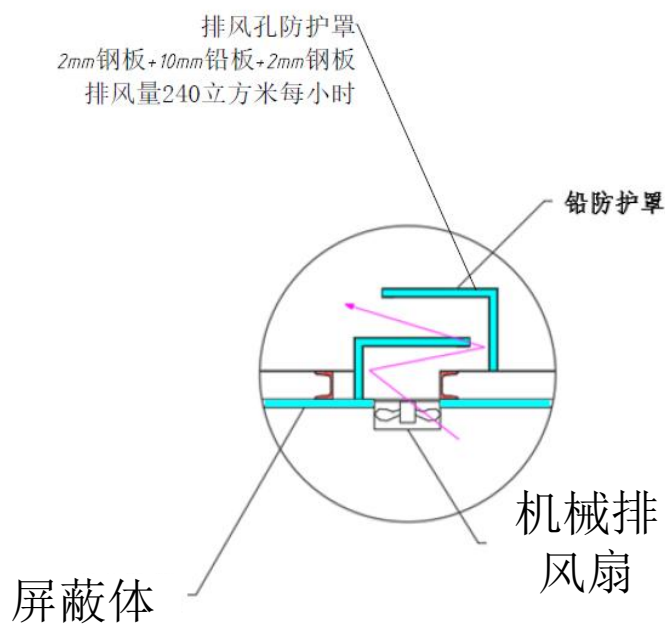 排风孔防护罩
2mm钢板+10mm铅板+2mm钢板
排风量240立方米每小时
铅防护罩
机械排
风扇
屏蔽体